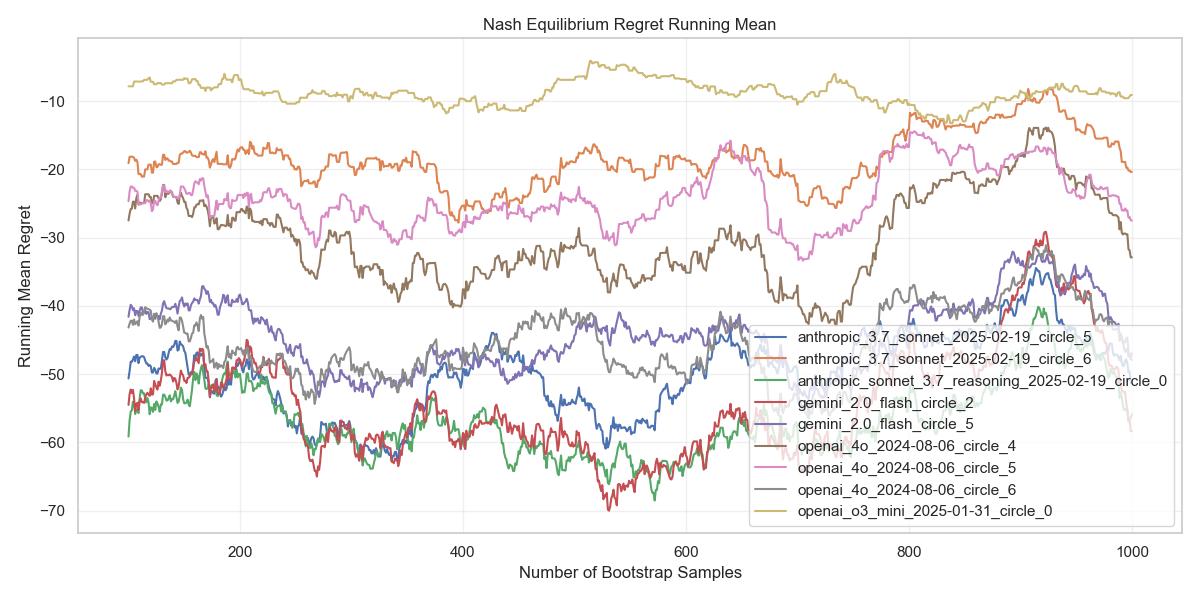 Nash Equilibrium Regret Running Mean
Running Mean Regret
−10
−20
−30
−40
−50
−60
−70
anthropic_3.7_sonnet_2025-02-19_circle_5
anthropic_3.7_sonnet_2025-02-19_circle_6
anthropic_sonnet_3.7_reasoning_2025-02-19_circle_0
gemini_2.0_flash_circle_2
gemini_2.0_flash_circle_5
openai_4o_2024-08-06_circle_4
openai_4o_2024-08-06_circle_5
openai_4o_2024-08-06_circle_6
openai_o3_mini_2025-01-31_circle_0
200
400
600
800
1000
Number of Bootstrap Samples